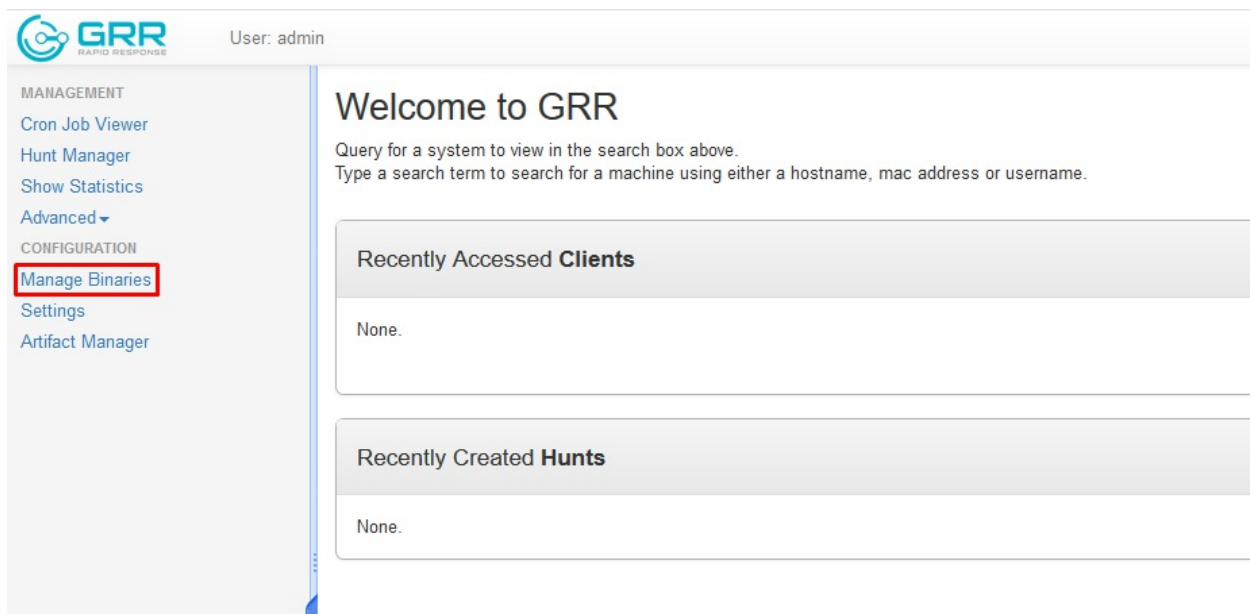 GRR
RAPID RESPONSE
User: admin
MANAGEMENT
Cron Job Viewer
Hunt Manager
Show Statistics
Advanced
CONFIGURATION
Manage Binaries
Settings
Artifact Manager
Welcome to GRR
Query for a system to view in the search box above.
Type a search term to search for a machine using either a hostname, mac address or username.
Recently Accessed Clients
None.
Recently Created Hunts
None.